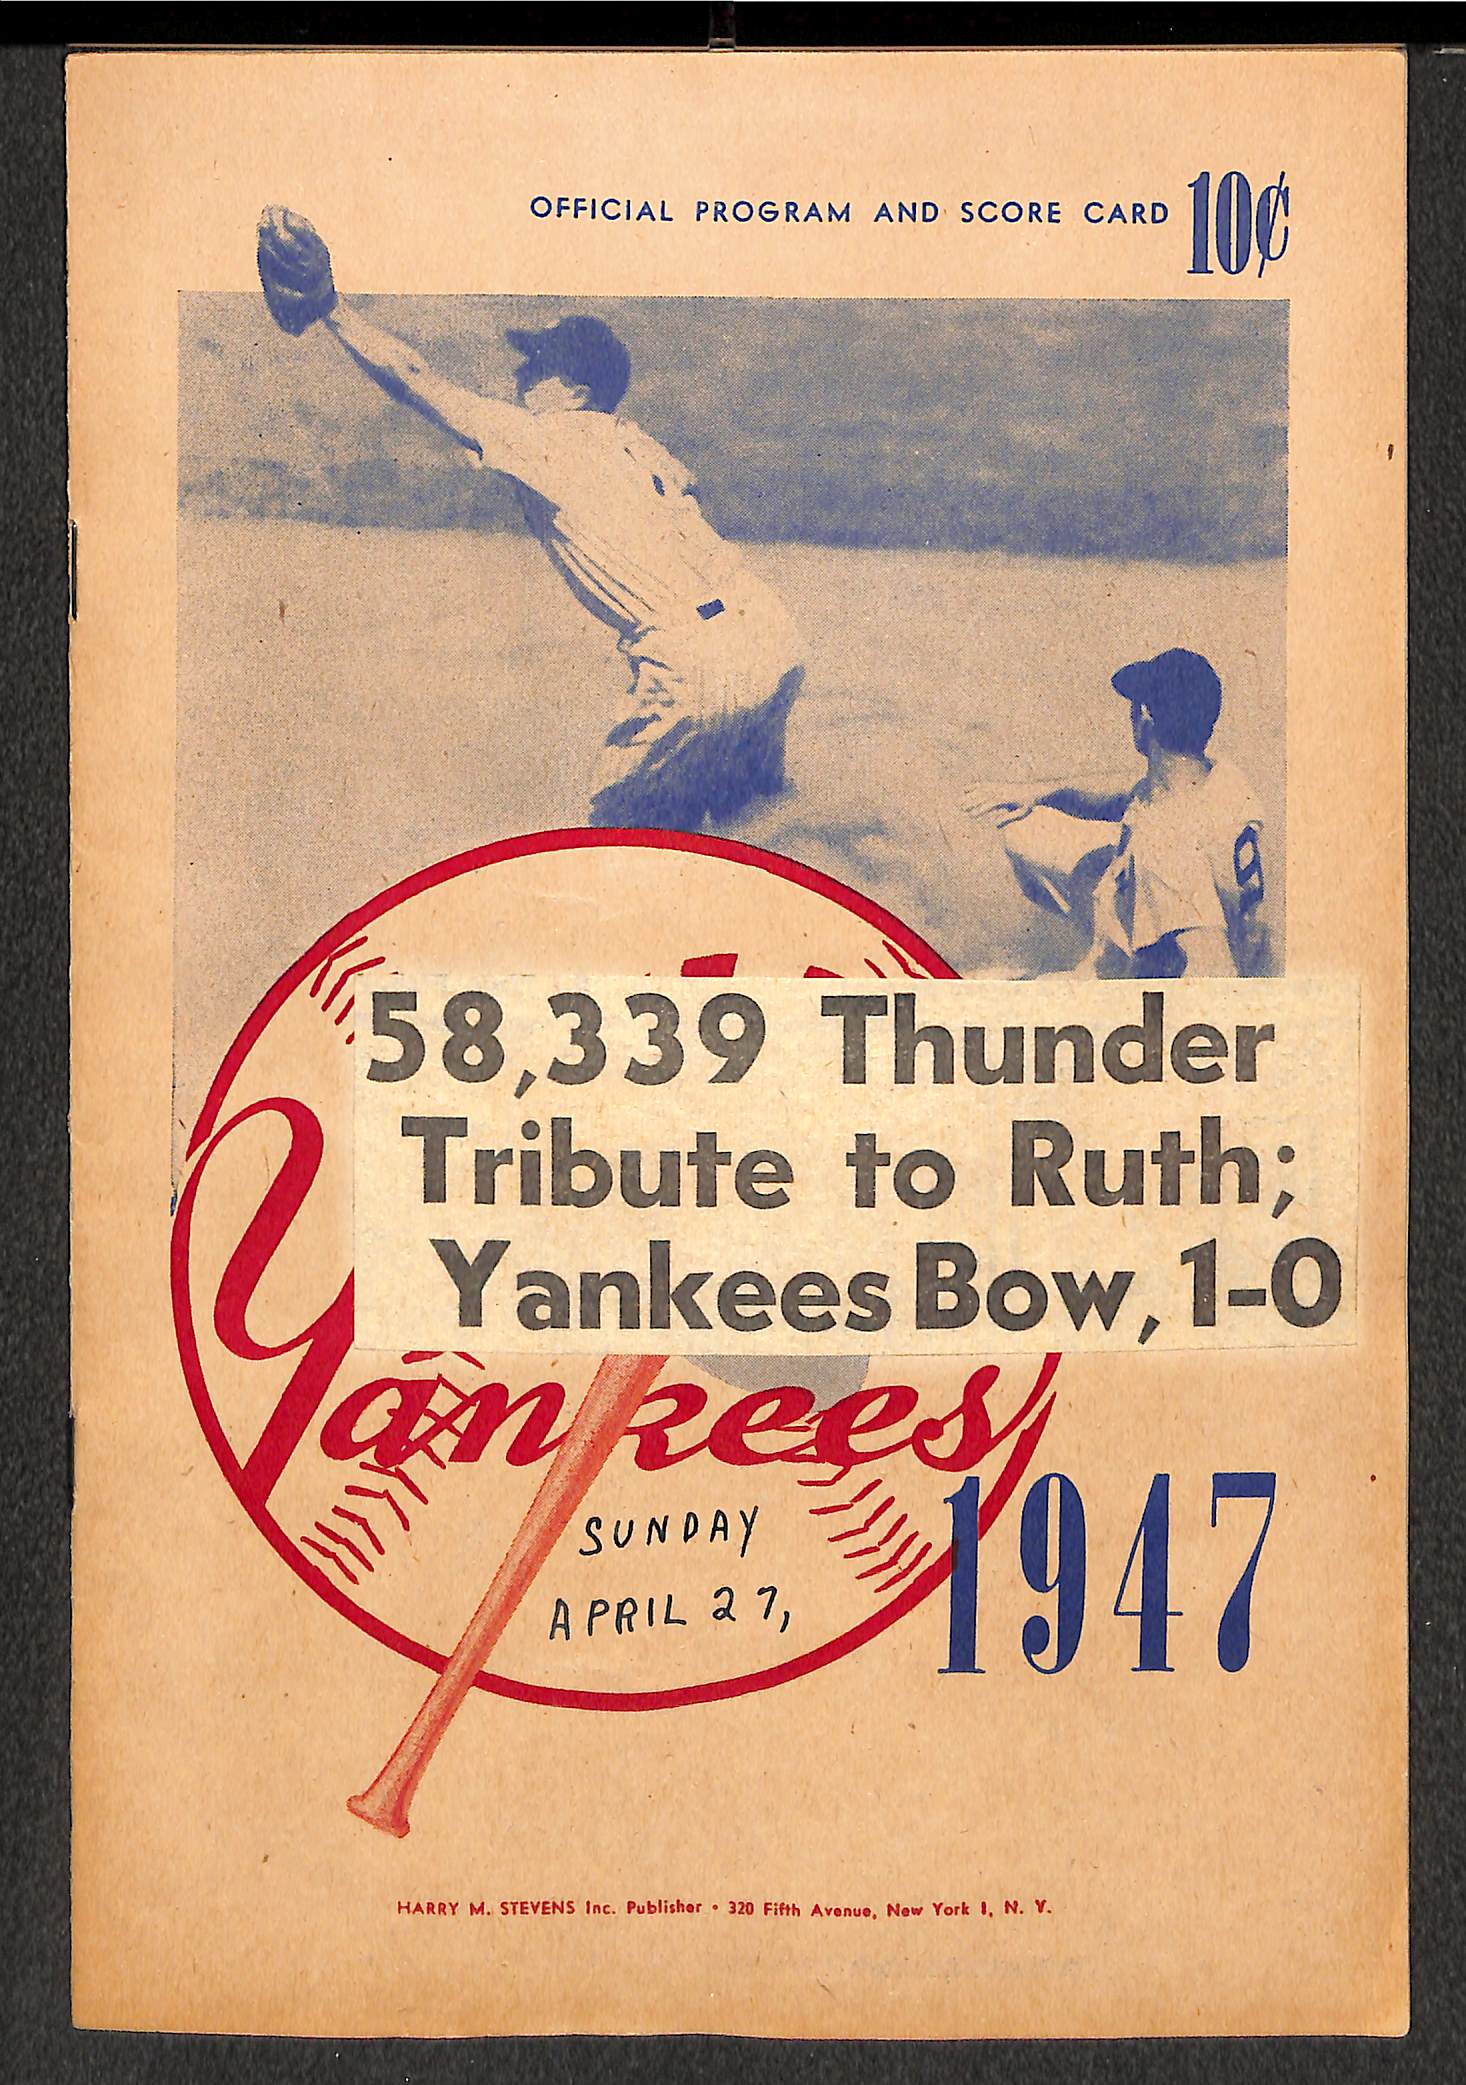 OFFICIAL PROGRAM AND SCORE CARD 10¢
58,339 Thunder
Tribute to Ruth;
Yankees Bow, 1-0
Yankees
SUNDAY
APRIL 27,
1947
HARRY M. STEVENS Inc. Publisher • 320 Fifth Avenue, New York 1, N. Y.